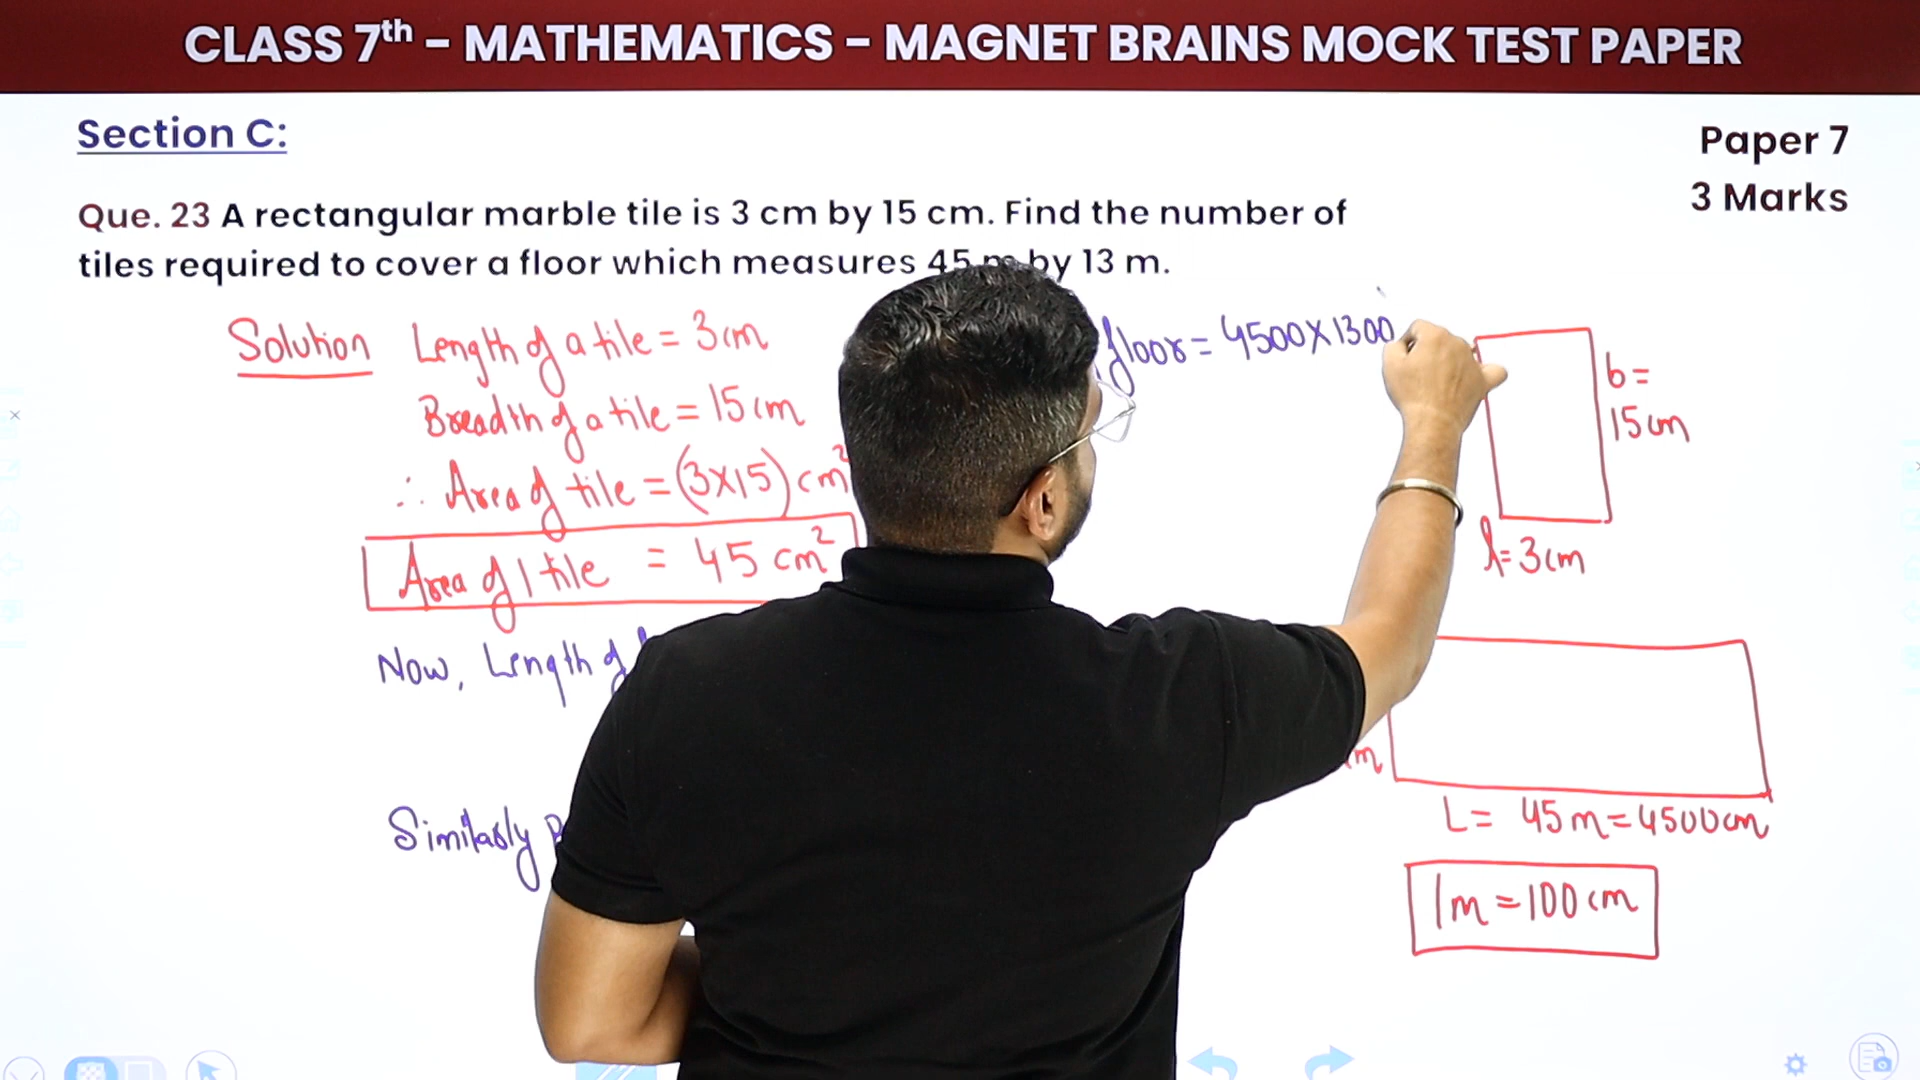 CLASS 7th - MATHEMATICS - MAGNET BRAINS MOCK TEST PAPER
Section C:
Paper 7
3 Marks
Que. 23 A rectangular marble tile is 3 cm by 15 cm. Find the number of
tiles required to cover a floor which measures 45 m by 13 m.
Solution Length of a tile = 3cm
Breadth of a tile = 15cm
∴ Area of tile = (3x15) cm²
Area of 1 tile = 45 cm²
Now, Length of
Similarly
floor = 4500x1300
b =
15cm
l = 3cm
m
L = 45m = 4500cm
1m = 100cm